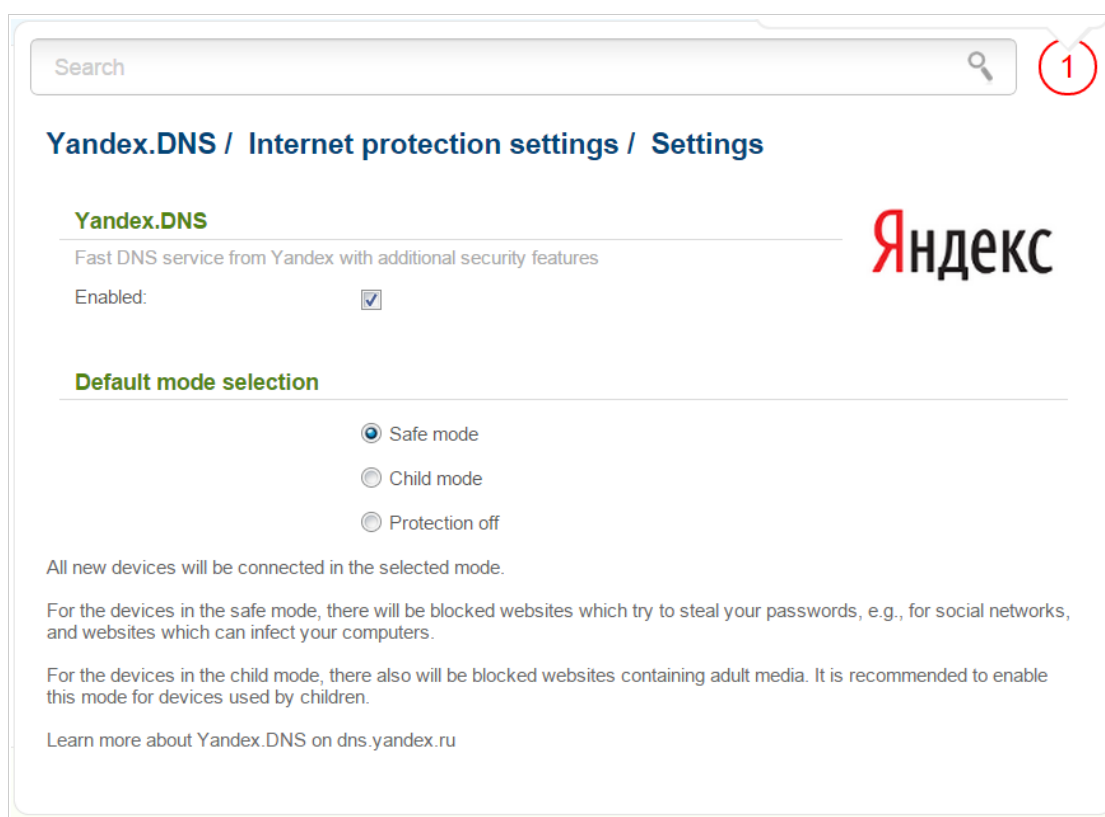 Search
1
Yandex.DNS / Internet protection settings / Settings
Yandex.DNS
Яндекс
Fast DNS service from Yandex with additional security features
Enabled:
Default mode selection
Safe mode
Child mode
Protection off
All new devices will be connected in the selected mode.
For the devices in the safe mode, there will be blocked websites which try to steal your passwords, e.g., for social networks,
and websites which can infect your computers.
For the devices in the child mode, there also will be blocked websites containing adult media. It is recommended to enable
this mode for devices used by children.
Learn more about Yandex.DNS on dns.yandex.ru